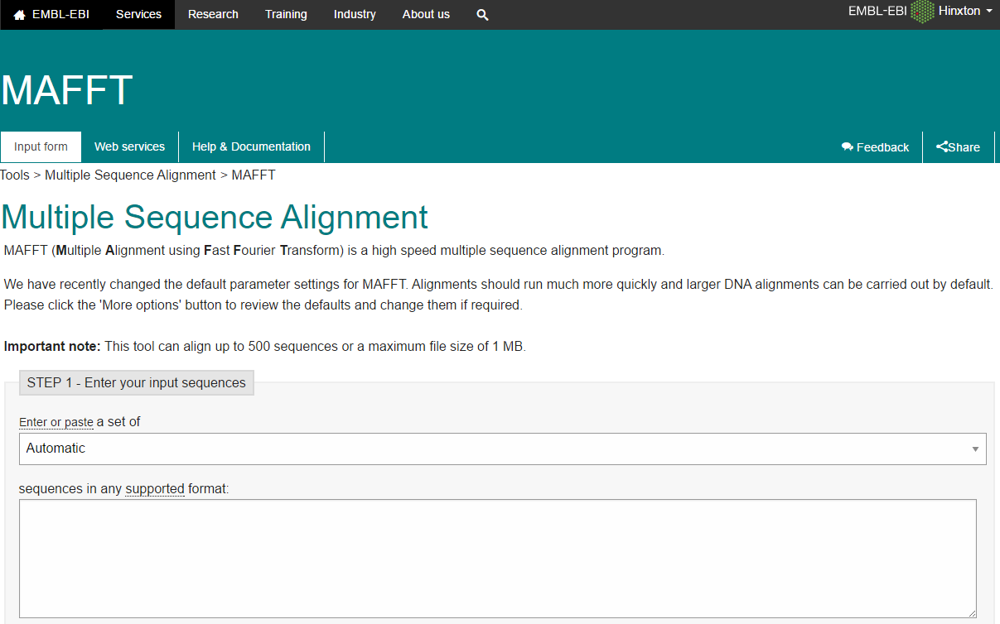 EMBL-EBI Services Research Training Industry About us EMBL-EBI Hinxton
MAFFT
Input form Web services Help & Documentation Feedback Share
Tools > Multiple Sequence Alignment > MAFFT
Multiple Sequence Alignment
MAFFT (Multiple Alignment using Fast Fourier Transform) is a high speed multiple sequence alignment program.
We have recently changed the default parameter settings for MAFFT. Alignments should run much more quickly and larger DNA alignments can be carried out by default.
Please click the 'More options' button to review the defaults and change them if required.
Important note: This tool can align up to 500 sequences or a maximum file size of 1 MB.
STEP 1 - Enter your input sequences
Enter or paste a set of
Automatic
sequences in any supported format: